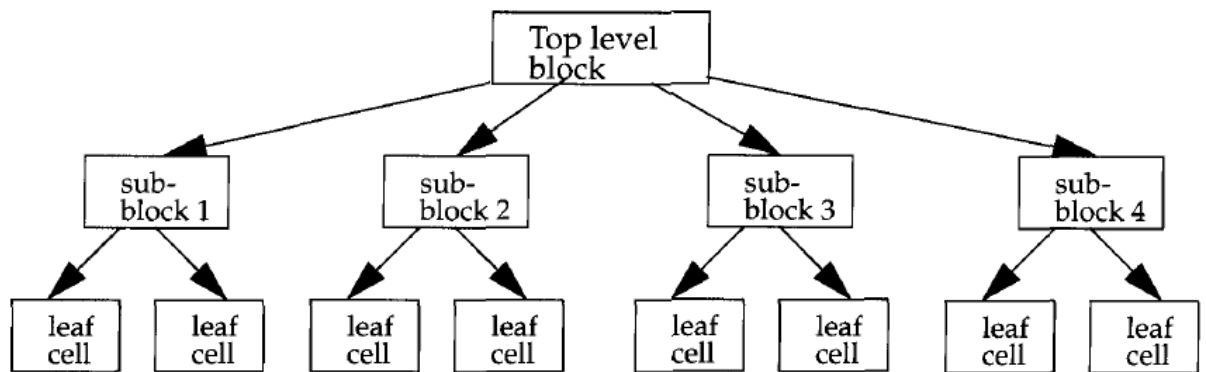 Top level
block
sub-
block 1
sub-
block 2
sub-
block 3
sub-
block 4
leaf
cell
leaf
cell
leaf
cell
leaf
cell
leaf
cell
leaf
cell
leaf
cell
leaf
cell